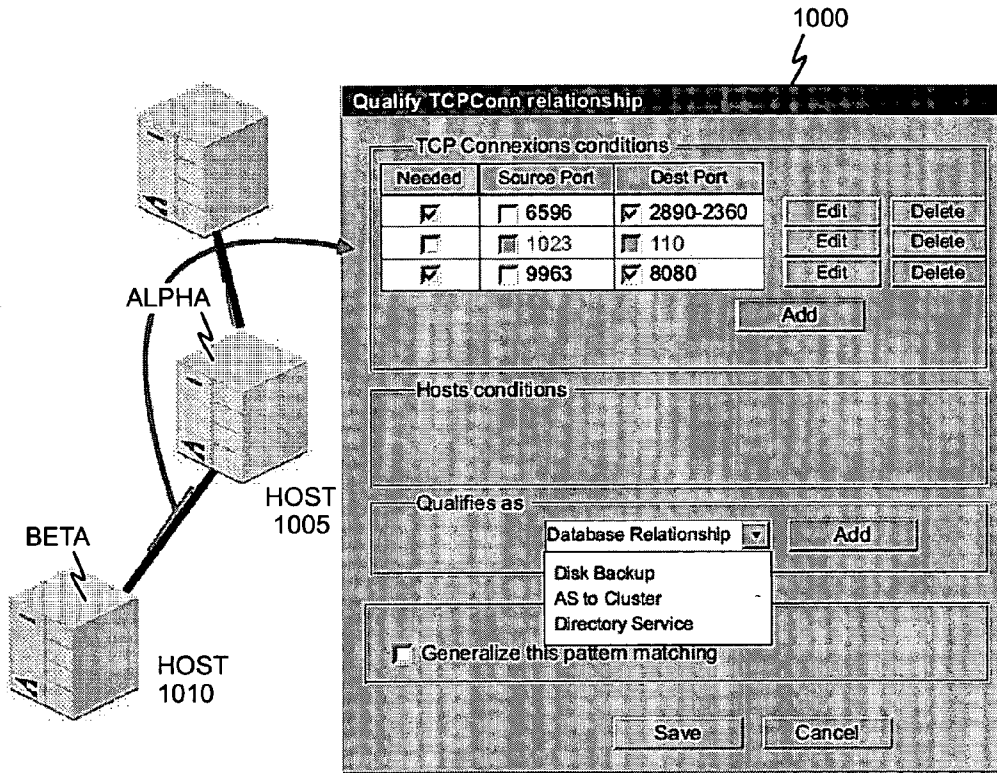 1000
Qualify TCPConn relationship
TCP Connexions conditions
Needed Source Port Dest Port
6596 2890-2360 Edit Delete
1023 110 Edit Delete
9963 8080 Edit Delete
Add
Hosts conditions
Qualifies as
Database Relationship Add
Disk Backup
AS to Cluster
Directory Service
Generalize this pattern matching
Save Cancel
ALPHA
HOST
1005
BETA
HOST
1010